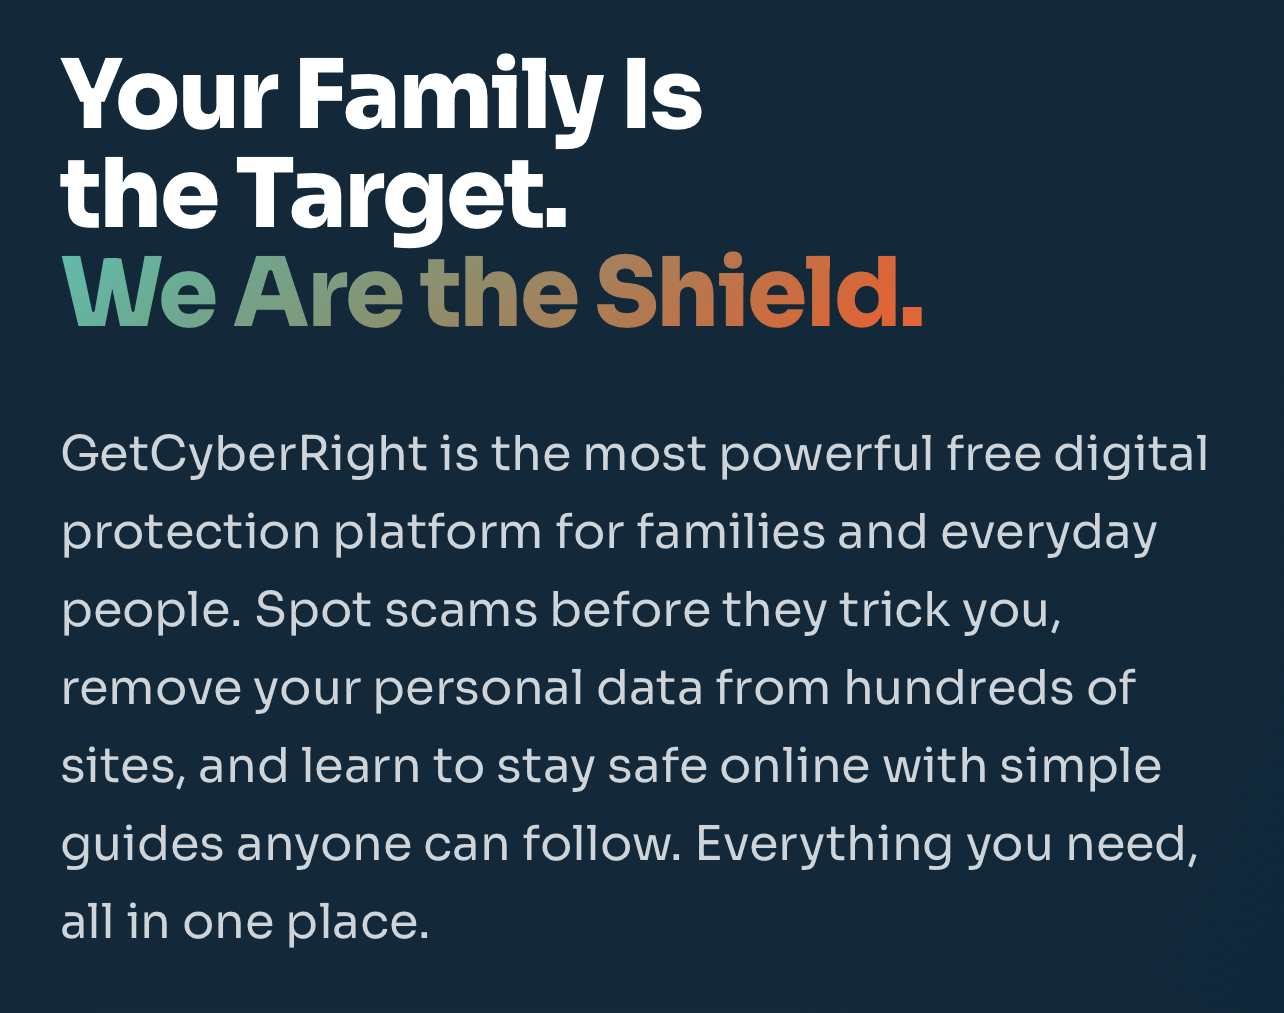 Your Family Is
the Target.
We Are the Shield.
GetCyberRight is the most powerful free digital
protection platform for families and everyday
people. Spot scams before they trick you,
remove your personal data from hundreds of
sites, and learn to stay safe online with simple
guides anyone can follow. Everything you need,
all in one place.